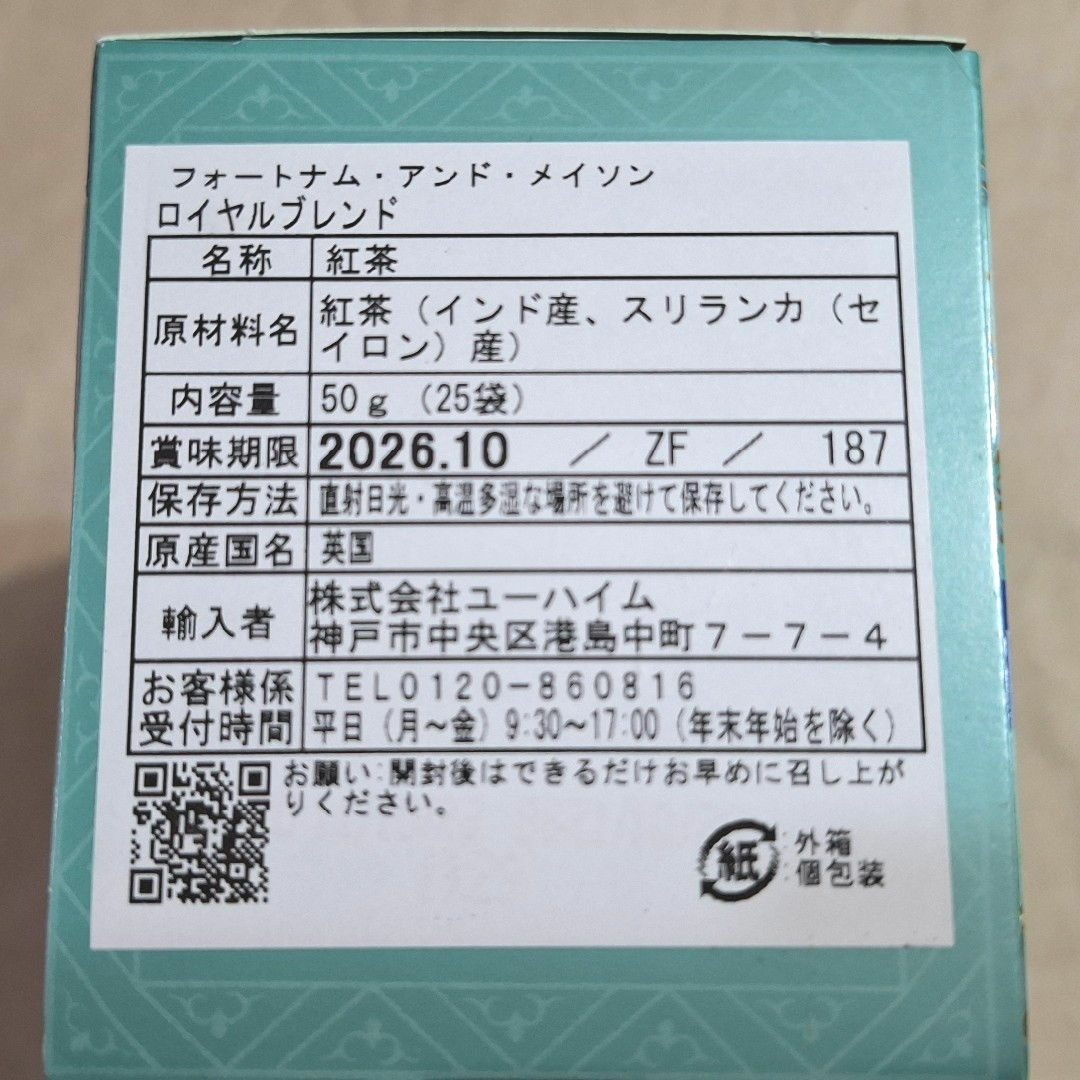 フォートナム・アンド・メイソン
ロイヤルブレンド
名称 紅茶
原材料名 紅茶（インド産、スリランカ（セ
イロン）産）
内容量 50ｇ（25袋）
賞味期限 2026.10 ／ ZF ／ 187
保存方法 直射日光・高温多湿な場所を避けて保存してください。
原産国名 英国
輸入者 株式会社ユーハイム
神戸市中央区港島中町７－７－４
お客様係 ＴＥＬ０１２０－８６０８１６
受付時間 平日（月～金）9:30～17:00（年末年始を除く）
お願い：開封後はできるだけお早めに召し上が
りください。
紙 ：外箱
：個包装